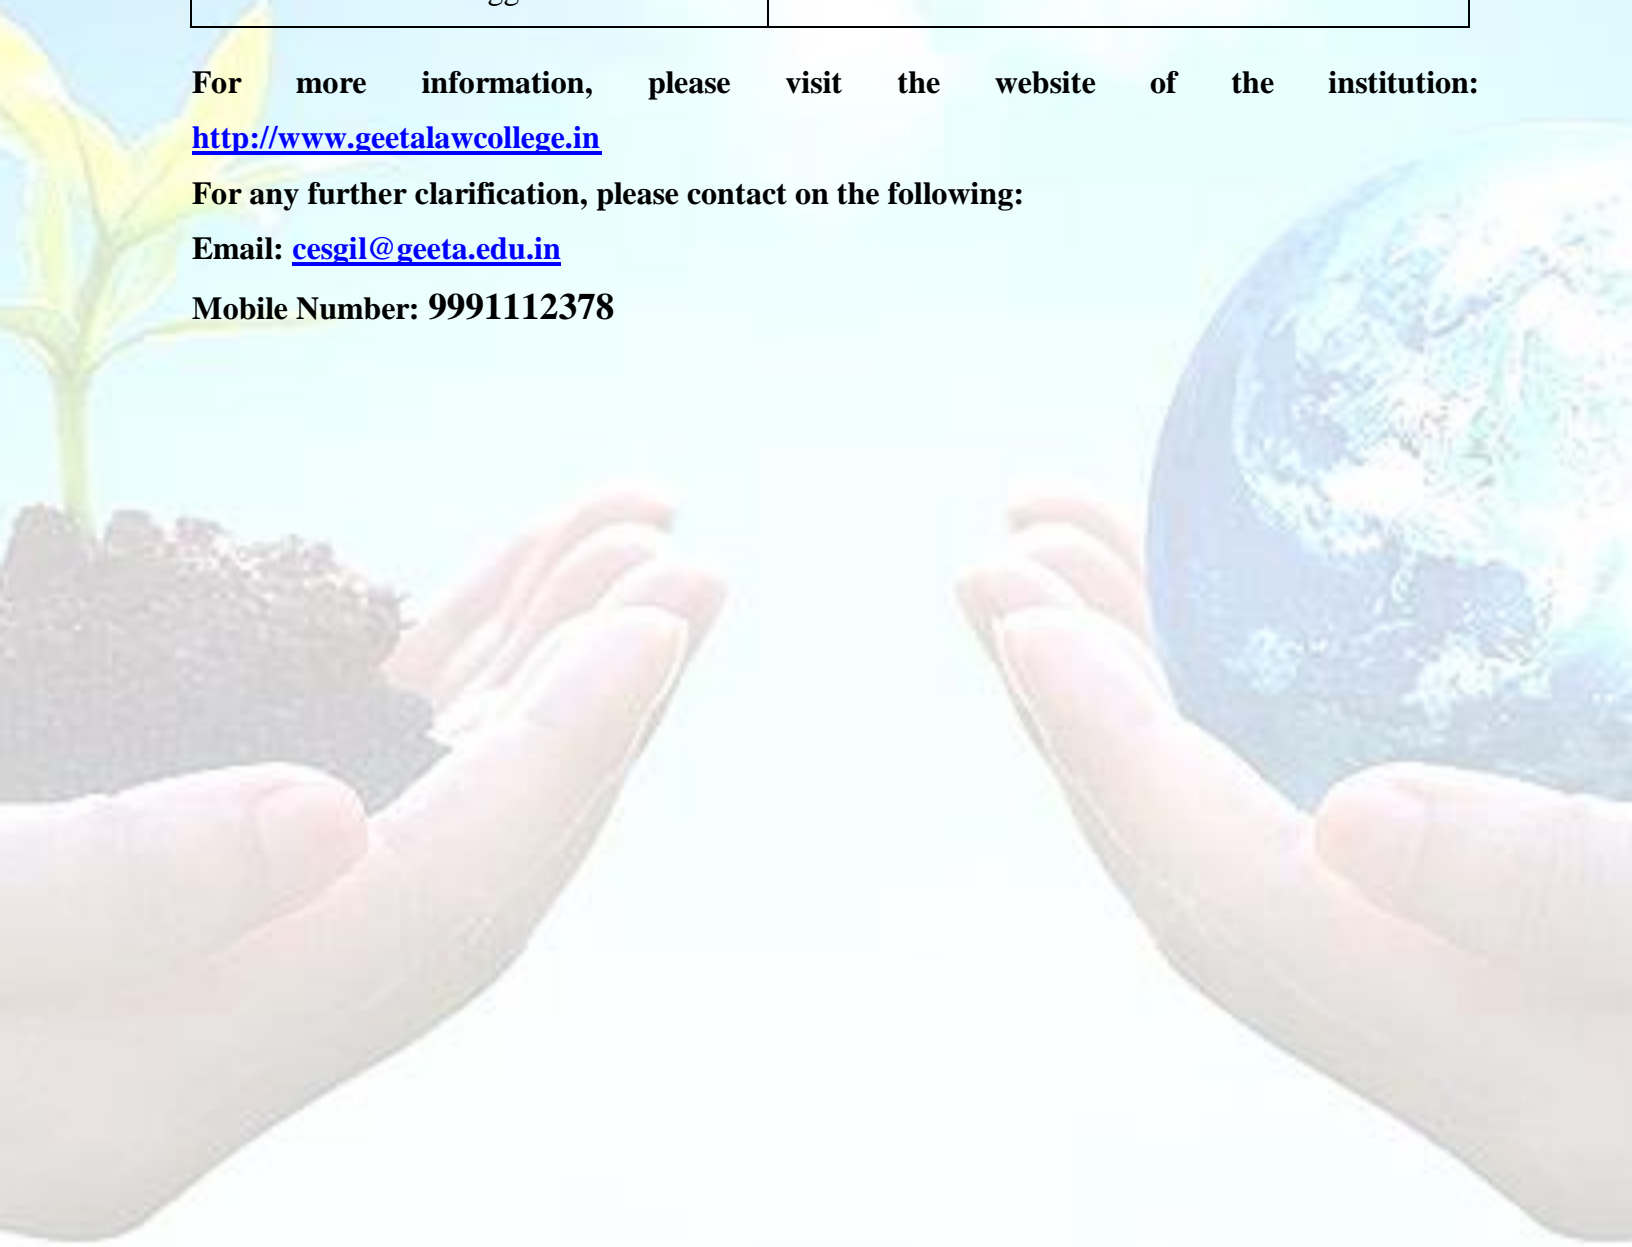 For more information, please visit the website of the institution:
http://www.geetalawcollege.in
For any further clarification, please contact on the following:
Email: cesgil@geeta.edu.in
Mobile Number: 9991112378